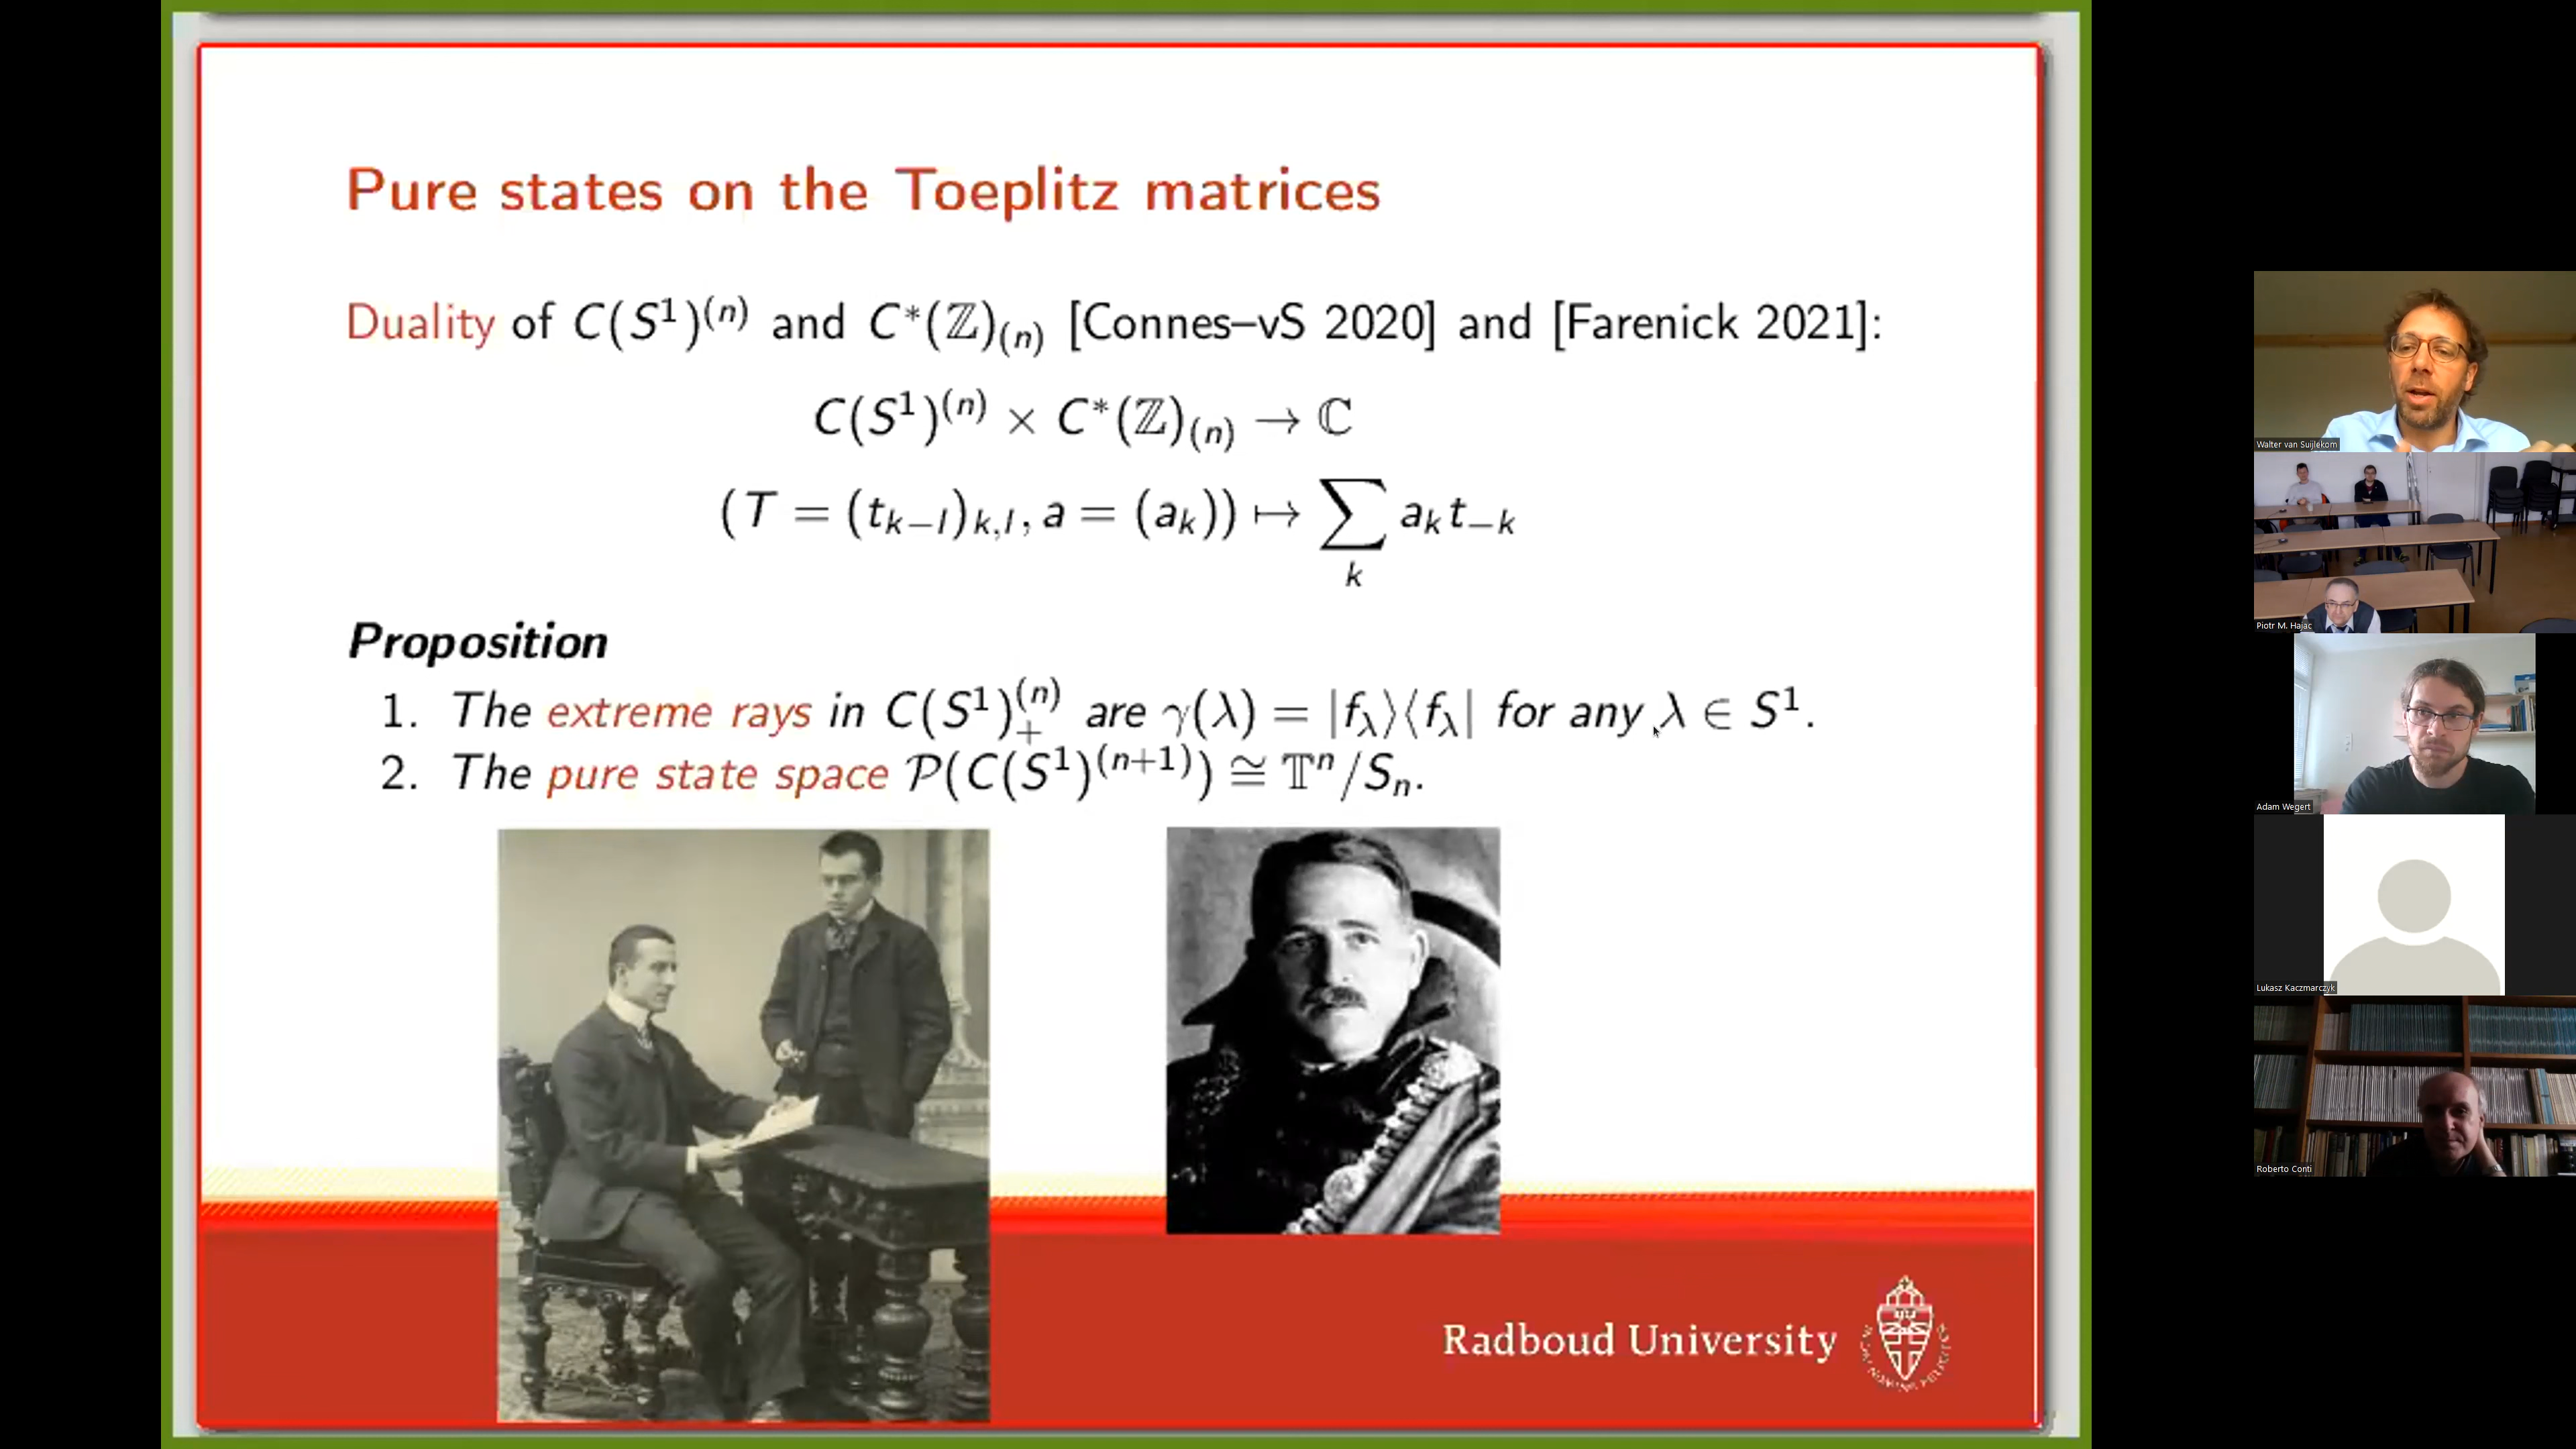 Pure states on the Toeplitz matrices
Duality of C(S¹)⁽ⁿ⁾ and C*(ℤ)₍ₙ₎ [Connes–vS 2020] and [Farenick 2021]:
C(S¹)⁽ⁿ⁾ × C*(ℤ)₍ₙ₎ → ℂ
(T = (t_{k−l})_{k,l}, a = (a_k)) ↦ ∑_k a_k t_{−k}
Proposition
1. The extreme rays in C(S¹)₊⁽ⁿ⁾ are γ(λ) = |f_λ⟩⟨f_λ| for any λ ∈ S¹.
2. The pure state space 𝒫(C(S¹)⁽ⁿ⁺¹⁾) ≅ 𝕋ⁿ/Sₙ.
Radboud University
Walter van Suijlekom
Piotr M. Hajac
Adam Wegert
Lukasz Kaczmarczyk
Roberto Conti